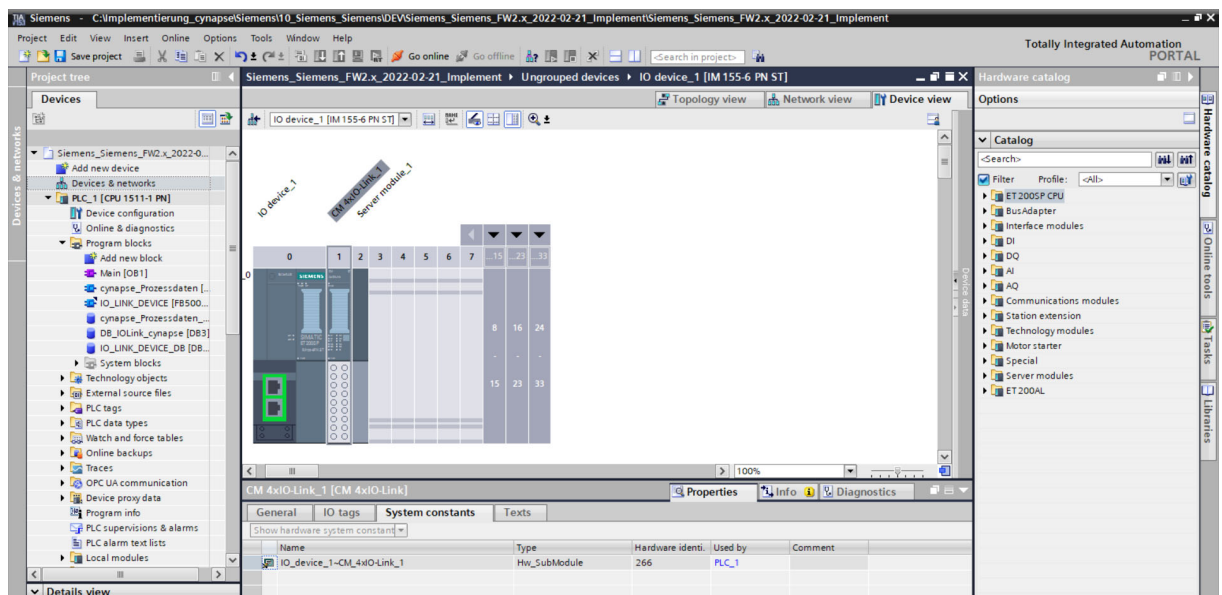 Siemens - C:\Implementierung_cynapse\Siemens\10_Siemens_Siemens\DEV\Siemens_Siemens_FW2.x_2022-02-21_Implement\Siemens_Siemens_FW2.x_2022-02-21_Implement
Project Edit View Insert Online Options Tools Window Help
Totally Integrated Automation
PORTAL
Save project
Go online
Go offline
<Search in project>
Project tree
Siemens_Siemens_FW2.x_2022-02-21_Implement
Ungrouped devices
IO device_1 [IM 155-6 PN ST]
Hardware catalog
Devices
Topology view
Network view
Device view
Options
IO device_1 [IM 155-6 PN ST]
Devices & networks
Siemens_Siemens_FW2.x_2022-0...
Add new device
Devices & networks
PLC_1 [CPU 1511-1 PN]
Device configuration
Online & diagnostics
Program blocks
Add new block
Main [OB1]
cynapse_Prozessdaten [..
IO_LINK_DEVICE [FB500...
cynapse_Prozessdaten_...
DB_IOLink_cynapse [DB3]
IO_LINK_DEVICE_DB [DB...
System blocks
Technology objects
External source files
PLC tags
PLC data types
Watch and force tables
Online backups
Traces
OPC UA communication
Device proxy data
Program info
PLC supervisions & alarms
PLC alarm text lists
Local modules
Details view
IO device_1
CM 4xIO-Link_1
Server module_1
0 1 2 3 4 5 6 7 ...15 ...23 ...33
_0
SIEMENS
8 16 24
. . .
15 23 33
Device data
100%
CM 4xIO-Link_1 [CM 4xIO-Link]
Properties
Info
Diagnostics
General
IO tags
System constants
Texts
Show hardware system constant
Name Type Hardware identi. Used by Comment
IO_device_1~CM_4xIO-Link_1 Hw_SubModule 266 PLC_1
Catalog
<Search>
Filter
Profile:
<All>
ET 200SP CPU
BusAdapter
Interface modules
DI
DQ
AI
AQ
Communications modules
Station extension
Technology modules
Motor starter
Special
Server modules
ET 200AL
Hardware catalog
Online tools
Tasks
Libraries